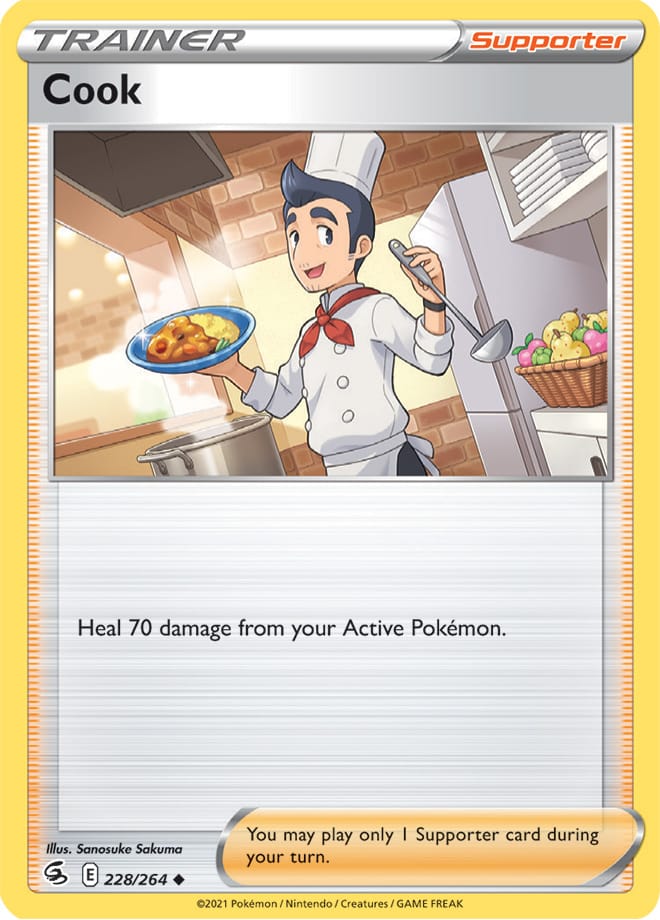 TRAINER
Supporter
Cook
Heal 70 damage from your Active Pokémon.
Illus. Sanosuke Sakuma
You may play only 1 Supporter card during
your turn.
E 228/264
©2021 Pokémon / Nintendo / Creatures / GAME FREAK